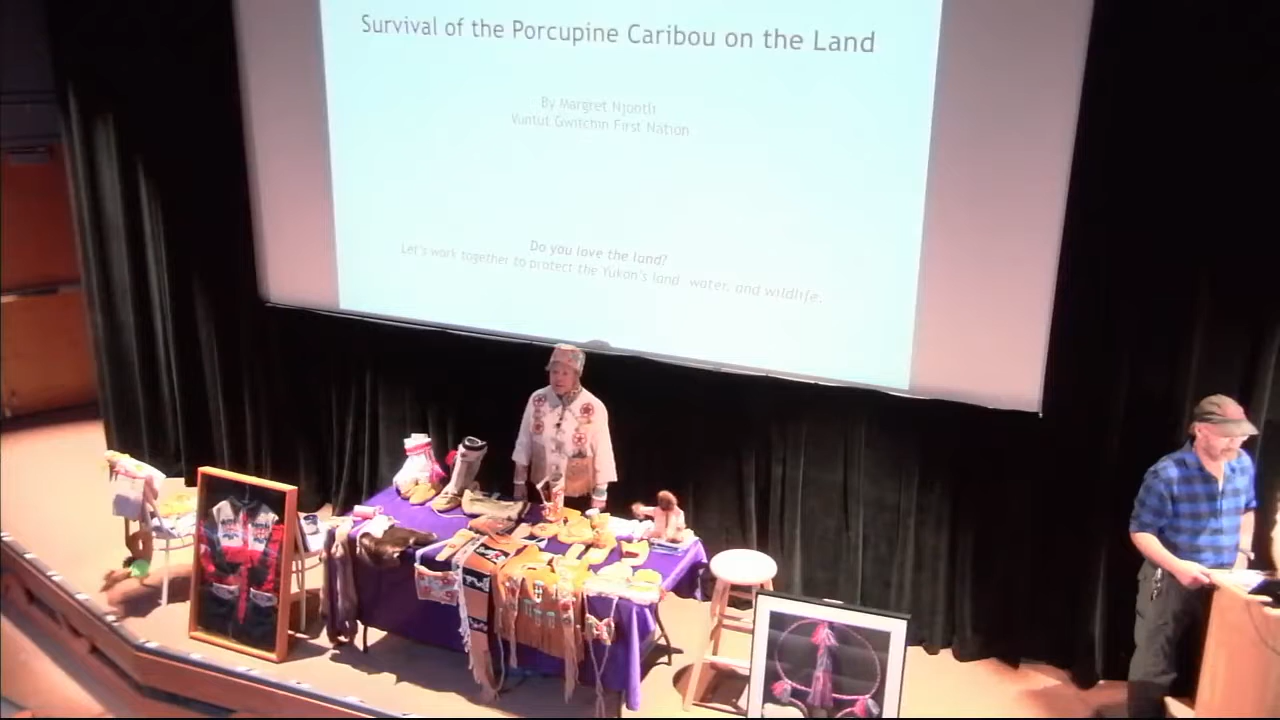 Survival of the Porcupine Caribou on the Land
By Margret Njootli
Vuntut Gwitchin First Nation
Do you love the land?
Let's work together to protect the Yukon's land, water, and wildlife.